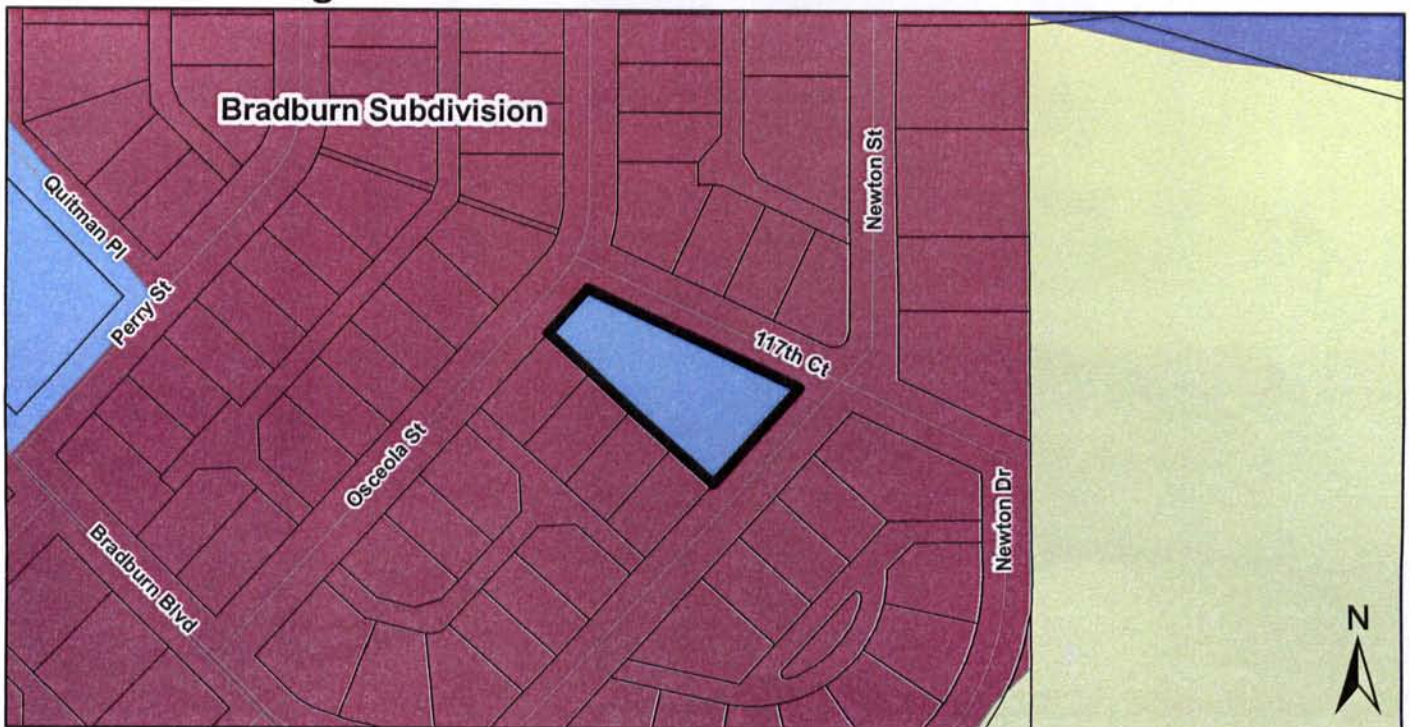 Bradburn Subdivision
Newton St
Quitman Pl
Perry St
117th Ct
Osceola St
Newton Dr
Bradburn Blvd
N